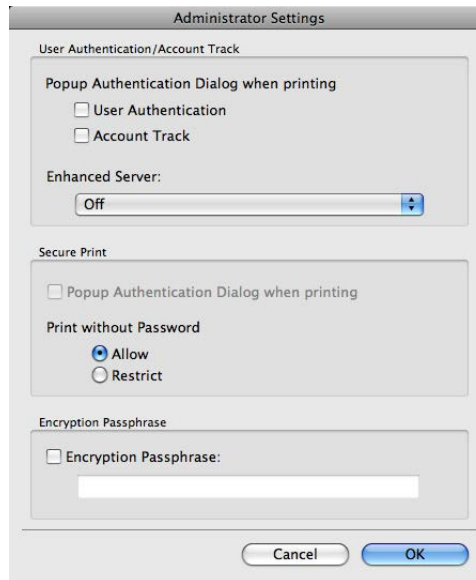 Administrator Settings
User Authentication/Account Track
Popup Authentication Dialog when printing
User Authentication
Account Track
Enhanced Server:
Off
Secure Print
Popup Authentication Dialog when printing
Print without Password
Allow
Restrict
Encryption Passphrase
Encryption Passphrase:
Cancel OK